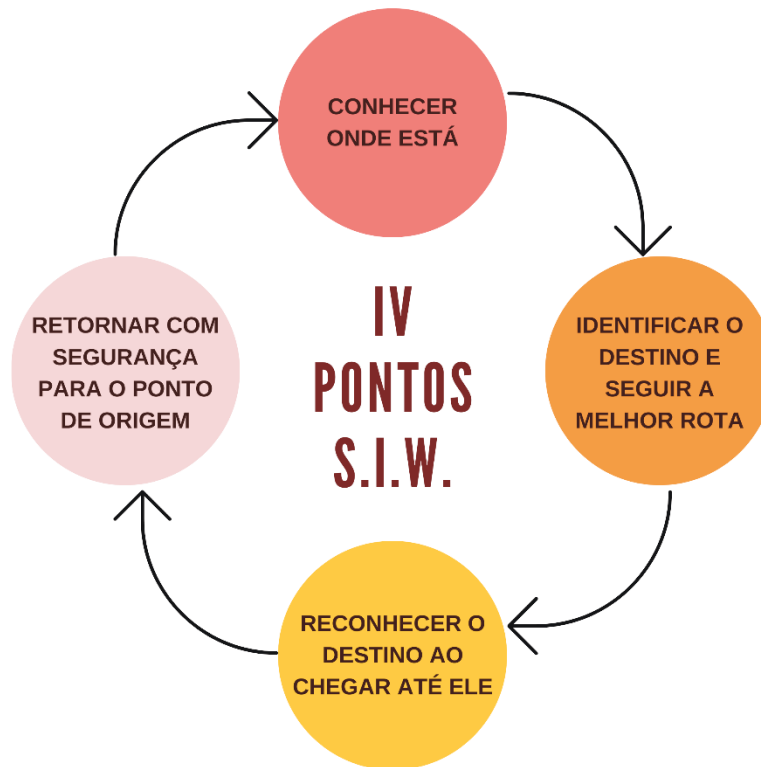 CONHECER
ONDE ESTÁ
IDENTIFICAR O
DESTINO E
SEGUIR A
MELHOR ROTA
RECONHECER O
DESTINO AO
CHEGAR ATÉ ELE
RETORNAR COM
SEGURANÇA
PARA O PONTO
DE ORIGEM
IV
PONTOS
S.I.W.